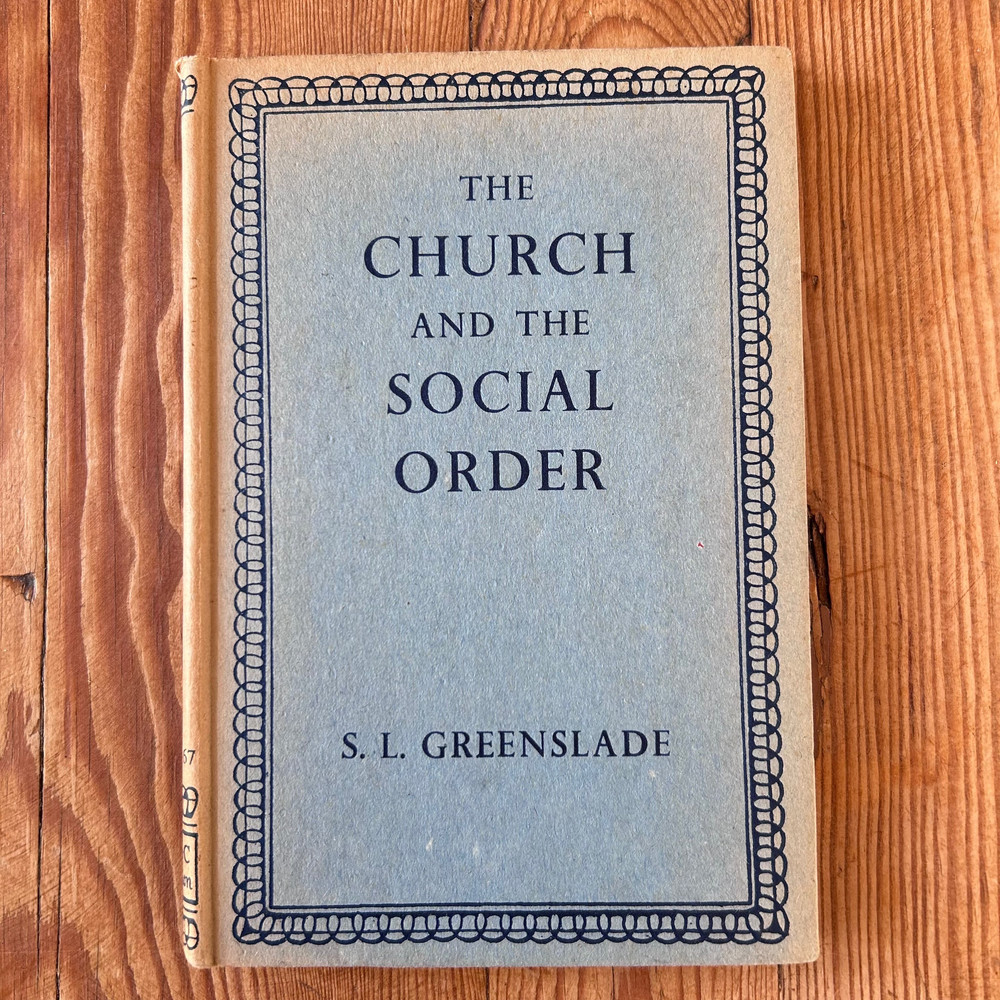 THE
CHURCH
AND THE
SOCIAL
ORDER
S. L. GREENSLADE